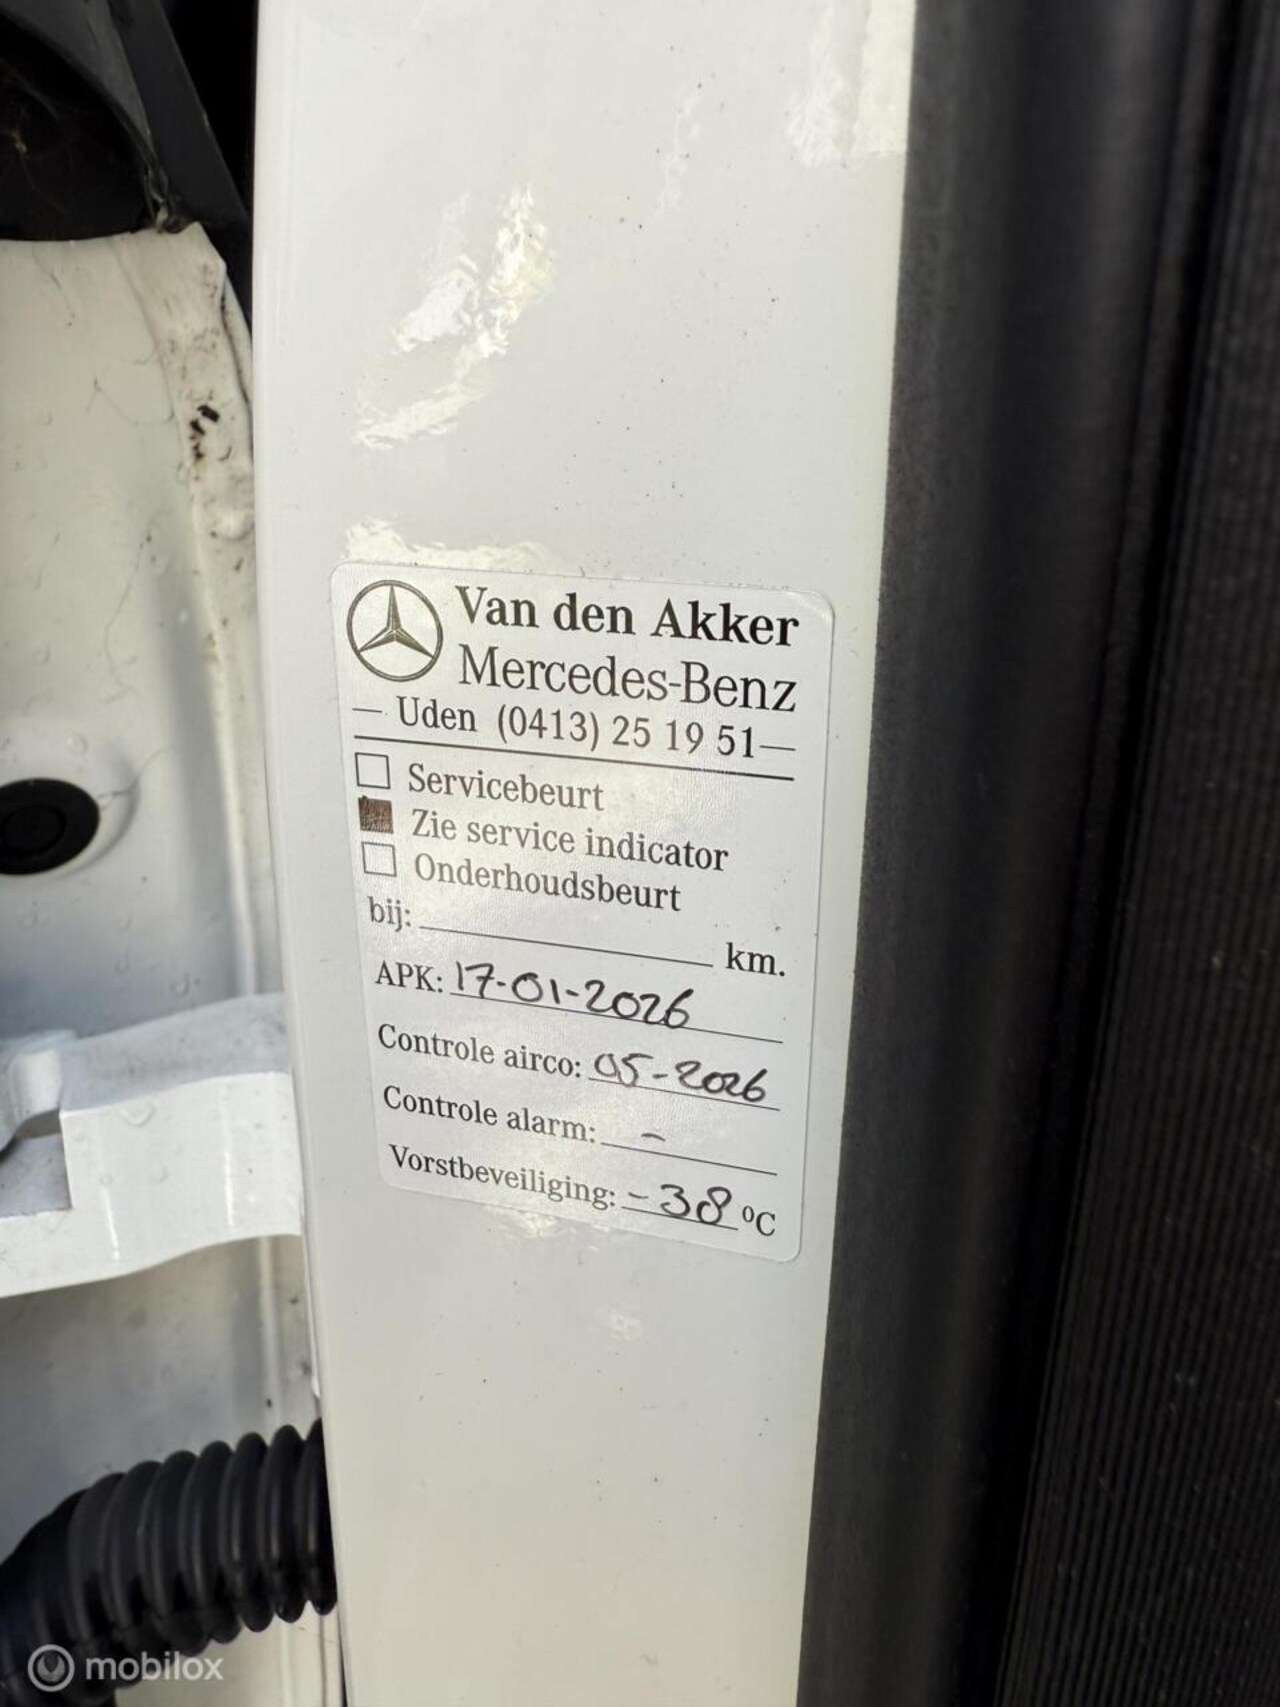 Van den Akker
Mercedes-Benz
— Uden (0413) 25 19 51—
Servicebeurt
Zie service indicator
Onderhoudsbeurt
bij: km.
APK: 17-01-2026
Controle airco: 05-2026
Controle alarm: -
Vorstbeveiliging: -38 °C
mobilox